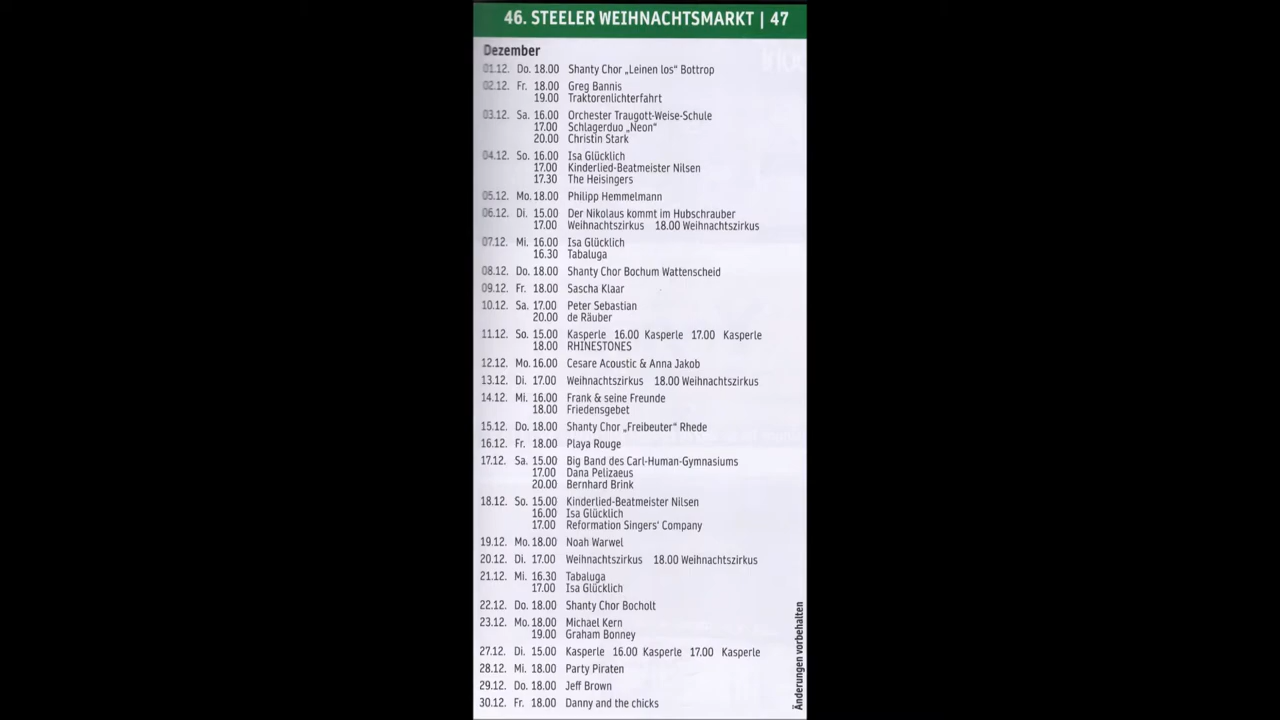 46. STEELER WEIHNACHTSMARKT | 47
Dezember
01.12. Do. 18.00 Shanty Chor „Leinen los“ Bottrop
02.12. Fr. 18.00 Greg Bannis
19.00 Traktorenlichterfahrt
03.12. Sa. 16.00 Orchester Traugott-Weise-Schule
17.00 Schlagerduo „Neon“
20.00 Christin Stark
04.12. So. 16.00 Isa Glücklich
17.00 Kinderlied-Beatmeister Nilsen
17.30 The Heisingers
05.12. Mo. 18.00 Philipp Hemmelmann
06.12. Di. 15.00 Der Nikolaus kommt im Hubschrauber
17.00 Weihnachtszirkus 18.00 Weihnachtszirkus
07.12. Mi. 16.00 Isa Glücklich
16.30 Tabaluga
08.12. Do. 18.00 Shanty Chor Bochum Wattenscheid
09.12. Fr. 18.00 Sascha Klaar
10.12. Sa. 17.00 Peter Sebastian
20.00 de Räuber
11.12. So. 15.00 Kasperle 16.00 Kasperle 17.00 Kasperle
18.00 RHINESTONES
12.12. Mo. 16.00 Cesare Acoustic & Anna Jakob
13.12. Di. 17.00 Weihnachtszirkus 18.00 Weihnachtszirkus
14.12. Mi. 16.00 Frank & seine Freunde
18.00 Friedensgebet
15.12. Do. 18.00 Shanty Chor „Freibeuter“ Rhede
16.12. Fr. 18.00 Playa Rouge
17.12. Sa. 15.00 Big Band des Carl-Human-Gymnasiums
17.00 Dana Pelizaeus
20.00 Bernhard Brink
18.12. So. 15.00 Kinderlied-Beatmeister Nilsen
16.00 Isa Glücklich
17.00 Reformation Singers' Company
19.12. Mo. 18.00 Noah Warwel
20.12. Di. 17.00 Weihnachtszirkus 18.00 Weihnachtszirkus
21.12. Mi. 16.30 Tabaluga
17.00 Isa Glücklich
22.12. Do. 18.00 Shanty Chor Bocholt
23.12. Mo. 18.00 Michael Kern
19.00 Graham Bonney
27.12. Di. 15.00 Kasperle 16.00 Kasperle 17.00 Kasperle
28.12. Mi. 18.00 Party Piraten
29.12. Do. 18.00 Jeff Brown
30.12. Fr. 18.00 Danny and the chicks
Änderungen vorbehalten